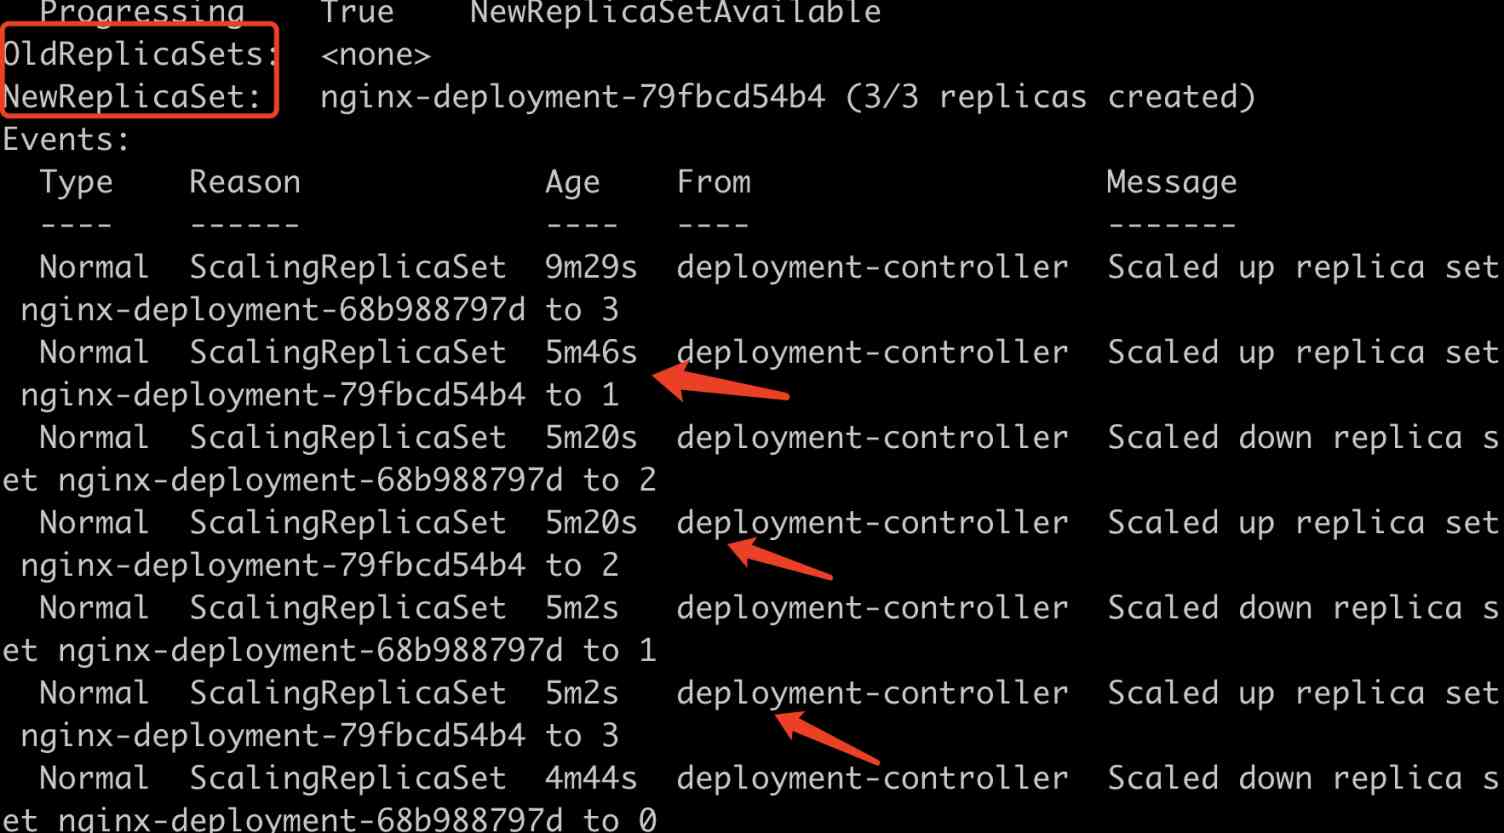 Progressing    True    NewReplicaSetAvailable
OldReplicaSets:  <none>
NewReplicaSet:   nginx-deployment-79fbcd54b4 (3/3 replicas created)
Events:
Type    Reason             Age    From                   Message
----    ------             ----   ----                   -------
Normal  ScalingReplicaSet  9m29s  deployment-controller  Scaled up replica set
nginx-deployment-68b988797d to 3
Normal  ScalingReplicaSet  5m46s  deployment-controller  Scaled up replica set
nginx-deployment-79fbcd54b4 to 1
Normal  ScalingReplicaSet  5m20s  deployment-controller  Scaled down replica s
et nginx-deployment-68b988797d to 2
Normal  ScalingReplicaSet  5m20s  deployment-controller  Scaled up replica set
nginx-deployment-79fbcd54b4 to 2
Normal  ScalingReplicaSet  5m2s   deployment-controller  Scaled down replica s
et nginx-deployment-68b988797d to 1
Normal  ScalingReplicaSet  5m2s   deployment-controller  Scaled up replica set
nginx-deployment-79fbcd54b4 to 3
Normal  ScalingReplicaSet  4m44s  deployment-controller  Scaled down replica s
et nginx-deployment-68b988797d to 0